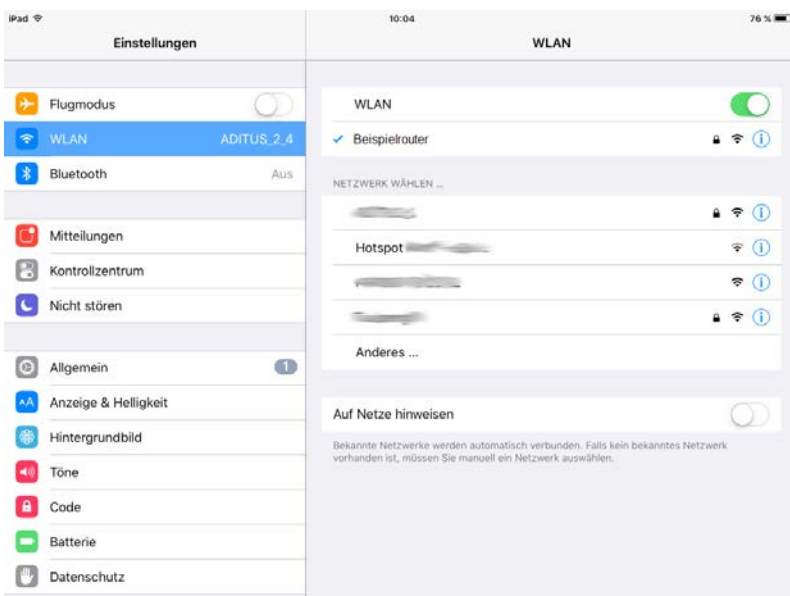 iPad 10:04 76 %
Einstellungen
WLAN
Flugmodus
WLAN ADITUS_2_4
Bluetooth Aus
Mitteilungen
Kontrollzentrum
Nicht stören
Allgemein 1
Anzeige & Helligkeit
Hintergrundbild
Töne
Code
Batterie
Datenschutz
WLAN
Beispielrouter
NETZWERK WÄHLEN ...
Hotspot
Anderes ...
Auf Netze hinweisen
Bekannte Netzwerke werden automatisch verbunden. Falls kein bekanntes Netzwerk
vorhanden ist, müssen Sie manuell ein Netzwerk auswählen.